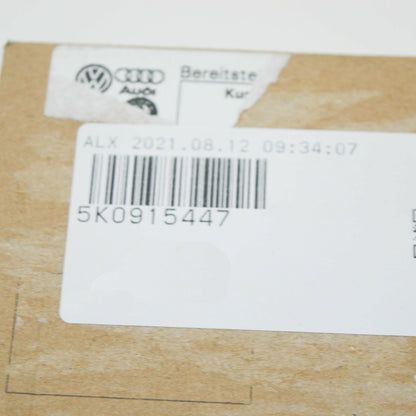 Bereitste
Audi
Kur
ALX 2021.08.12 09:34:07
5K0915447